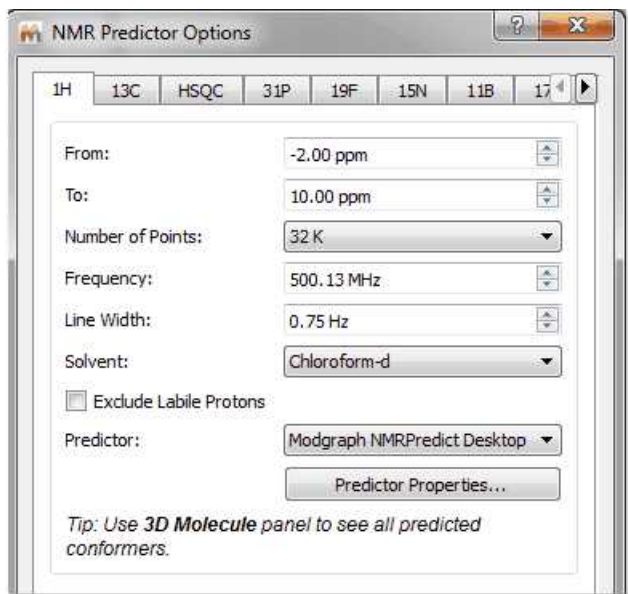 NMR Predictor Options
?
X
1H 13C HSQC 31P 19F 15N 11B 17
From: -2.00 ppm
To: 10.00 ppm
Number of Points: 32 K
Frequency: 500.13 MHz
Line Width: 0.75 Hz
Solvent: Chloroform-d
Exclude Labile Protons
Predictor: Modgraph NMRPredict Desktop
Predictor Properties...
Tip: Use 3D Molecule panel to see all predicted
conformers.